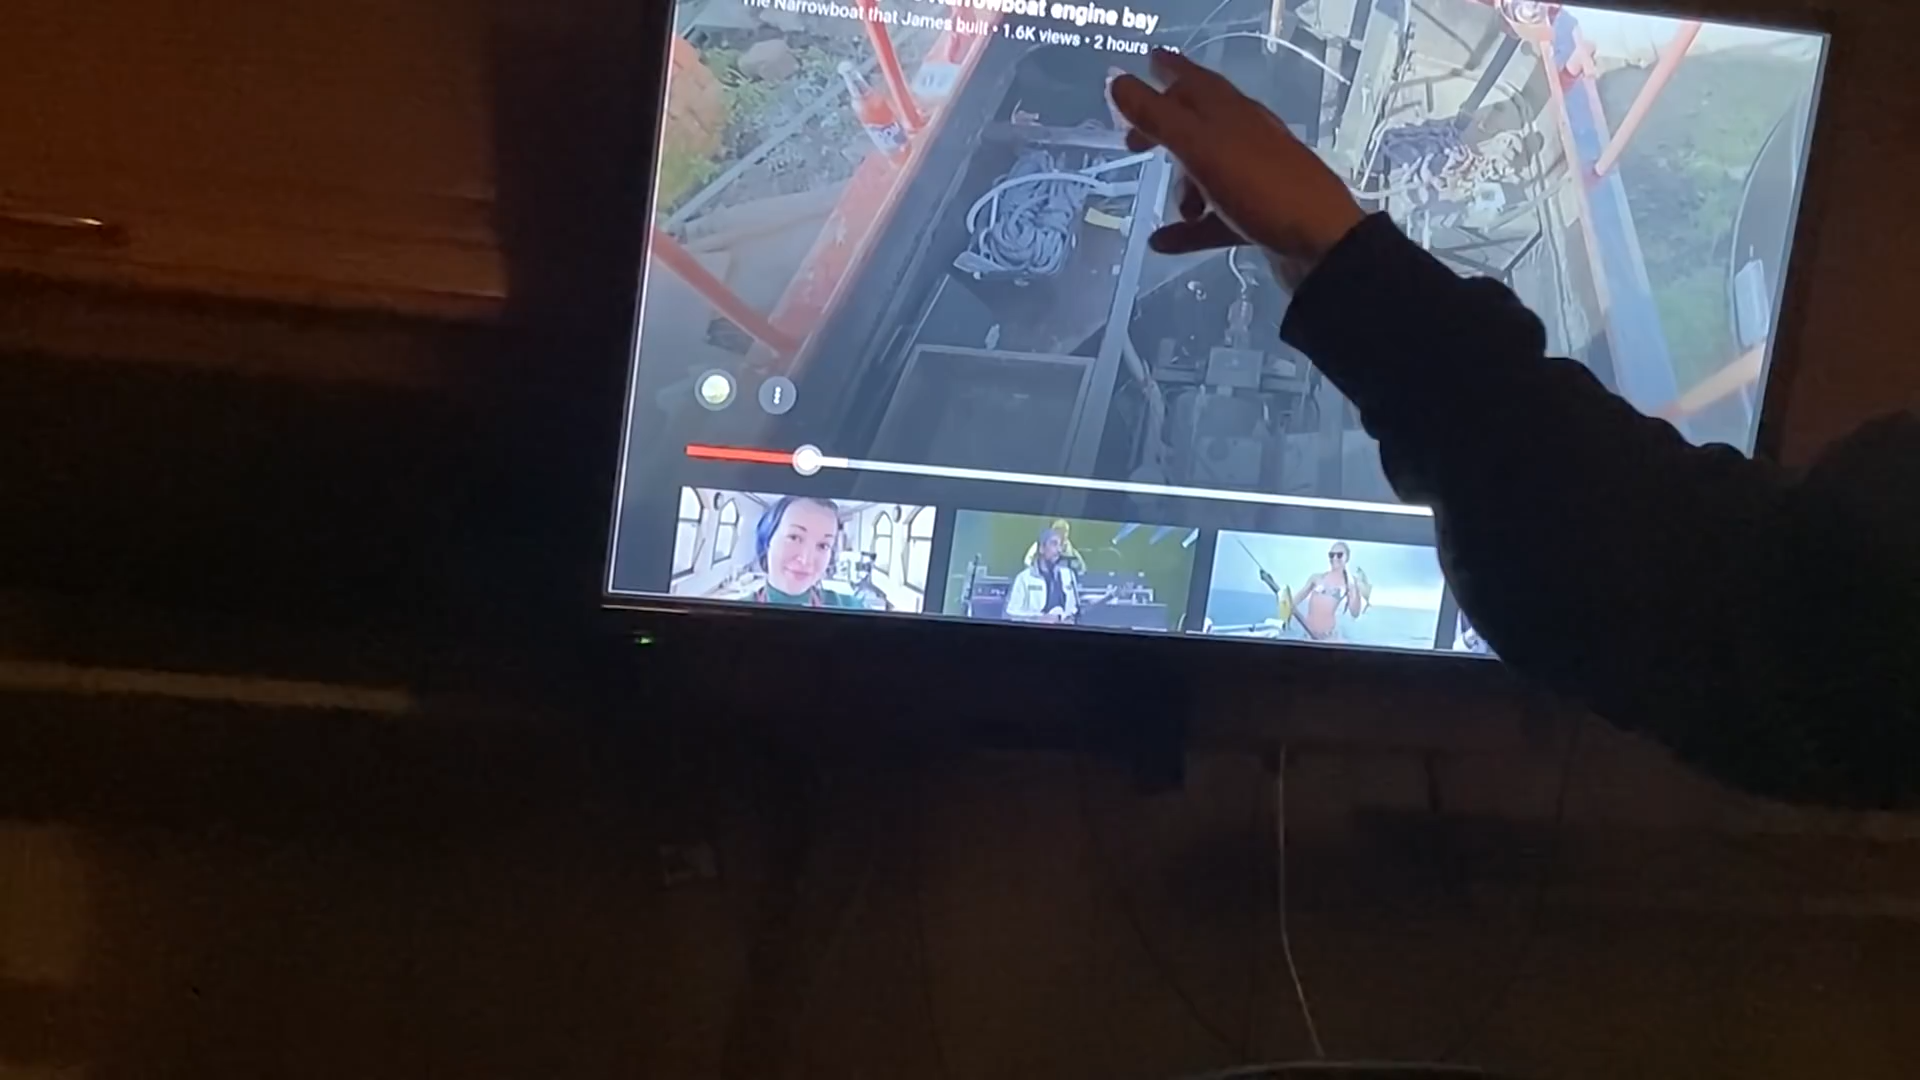 Narrowboat engine bay
The Narrowboat that James built • 1.6K views • 2 hours